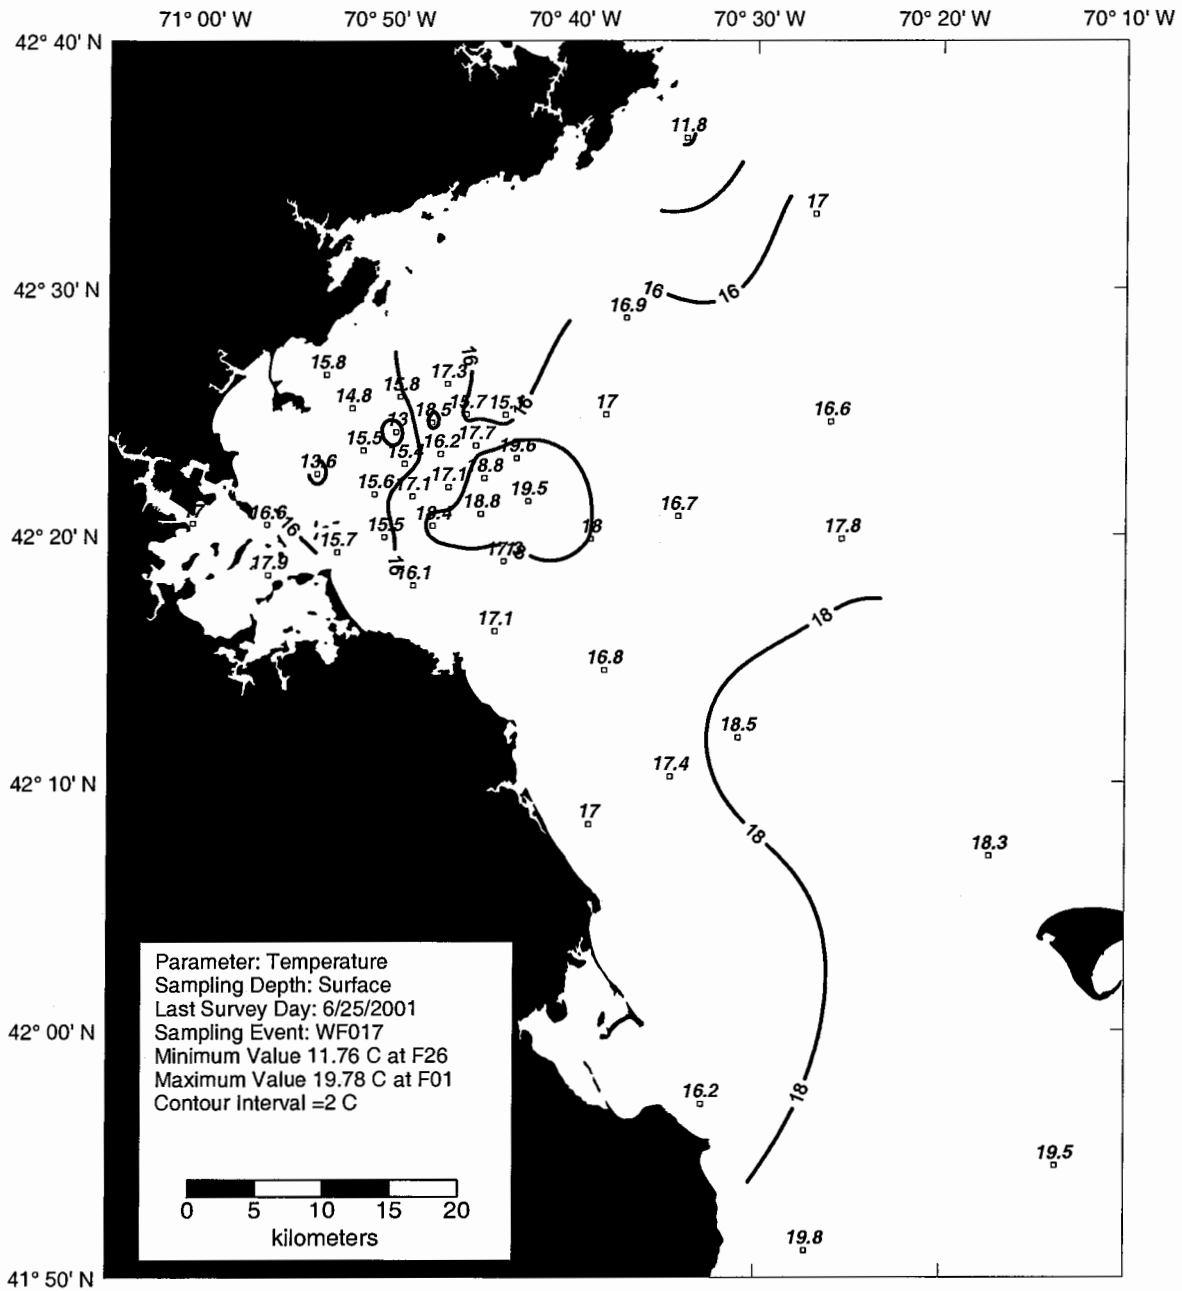 71° 00' W 70° 50' W 70° 40' W 70° 30' W 70° 20' W 70° 10' W
42° 40' N
11.8
17
42° 30' N
16 16
16.9
16
15.8 17.3
15.8
14.8 18.5 15.7 16 17 16.6
13
15.5 15.4 16.2 17.7 19.6
13.6 18.8
15.6 17.1 17.1 19.5
18.8 16.7
16.6 16 18.4 18 17.8
42° 20' N
15.7 15.5
17.9 16 16.1
17.1
18
16.8
18.5
17.4
42° 10' N
17
18
18.3
Parameter: Temperature
Sampling Depth: Surface
Last Survey Day: 6/25/2001
Sampling Event: WF017
Minimum Value 11.76 C at F26
Maximum Value 19.78 C at F01
Contour Interval =2 C
42° 00' N
16.2
18
19.5
0 5 10 15 20
kilometers
19.8
41° 50' N